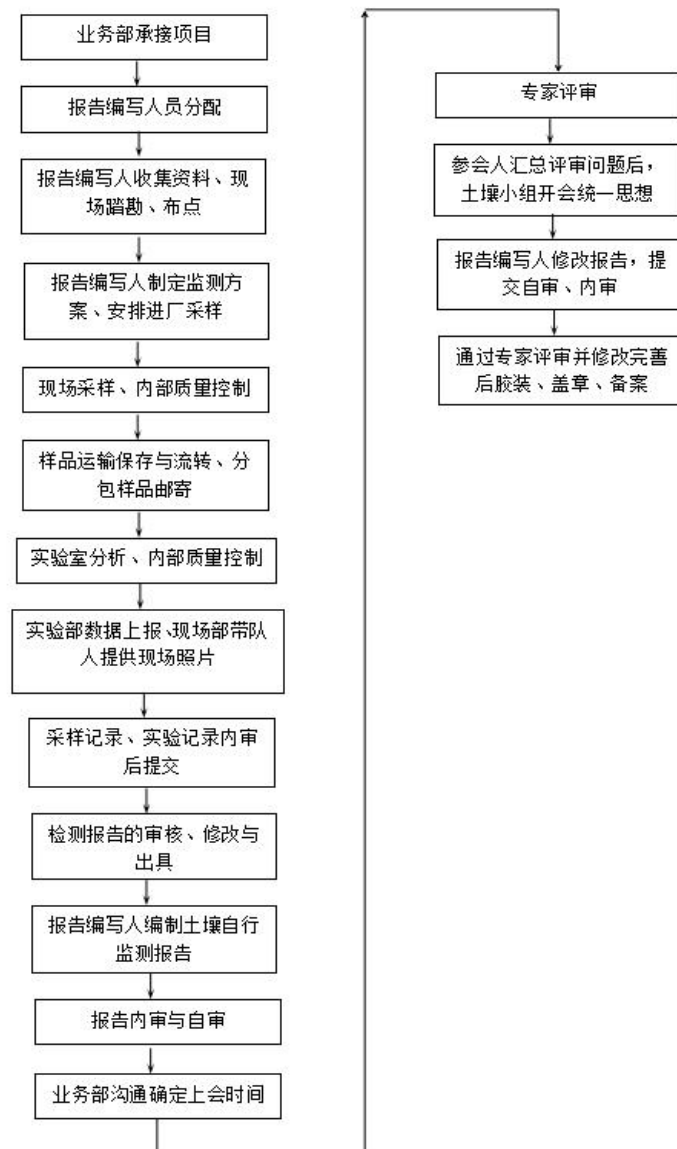 业务部承接项目
报告编写人员分配
报告编写人收集资料、现
场踏勘、布点
报告编写人制定监测方
案、安排进厂采样
现场采样、内部质量控制
样品运输保存与流转、分
包样品邮寄
实验室分析、内部质量控制
实验部数据上报、现场部带队
人提供现场照片
采样记录、实验记录内审
后提交
检测报告的审核、修改与
出具
报告编写人编制土壤自行
监测报告
报告内审与自审
业务部沟通确定上会时间
专家评审
参会人汇总评审问题后，
土壤小组开会统一思想
报告编写人修改报告，提
交自审、内审
通过专家评审并修改完善
后胶装、盖章、备案